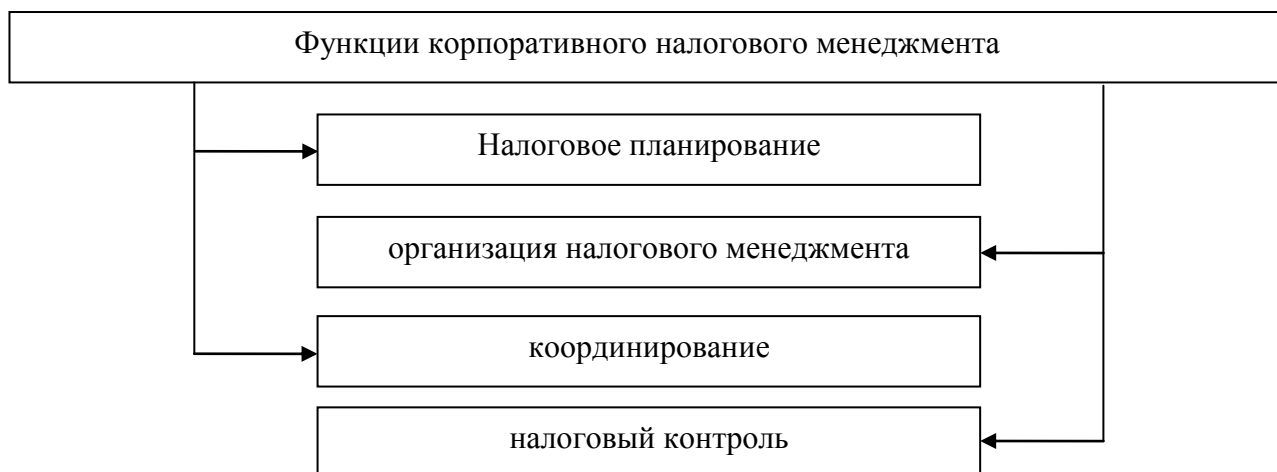 Функции корпоративного налогового менеджмента
Налоговое планирование
организация налогового менеджмента
координирование
налоговый контроль